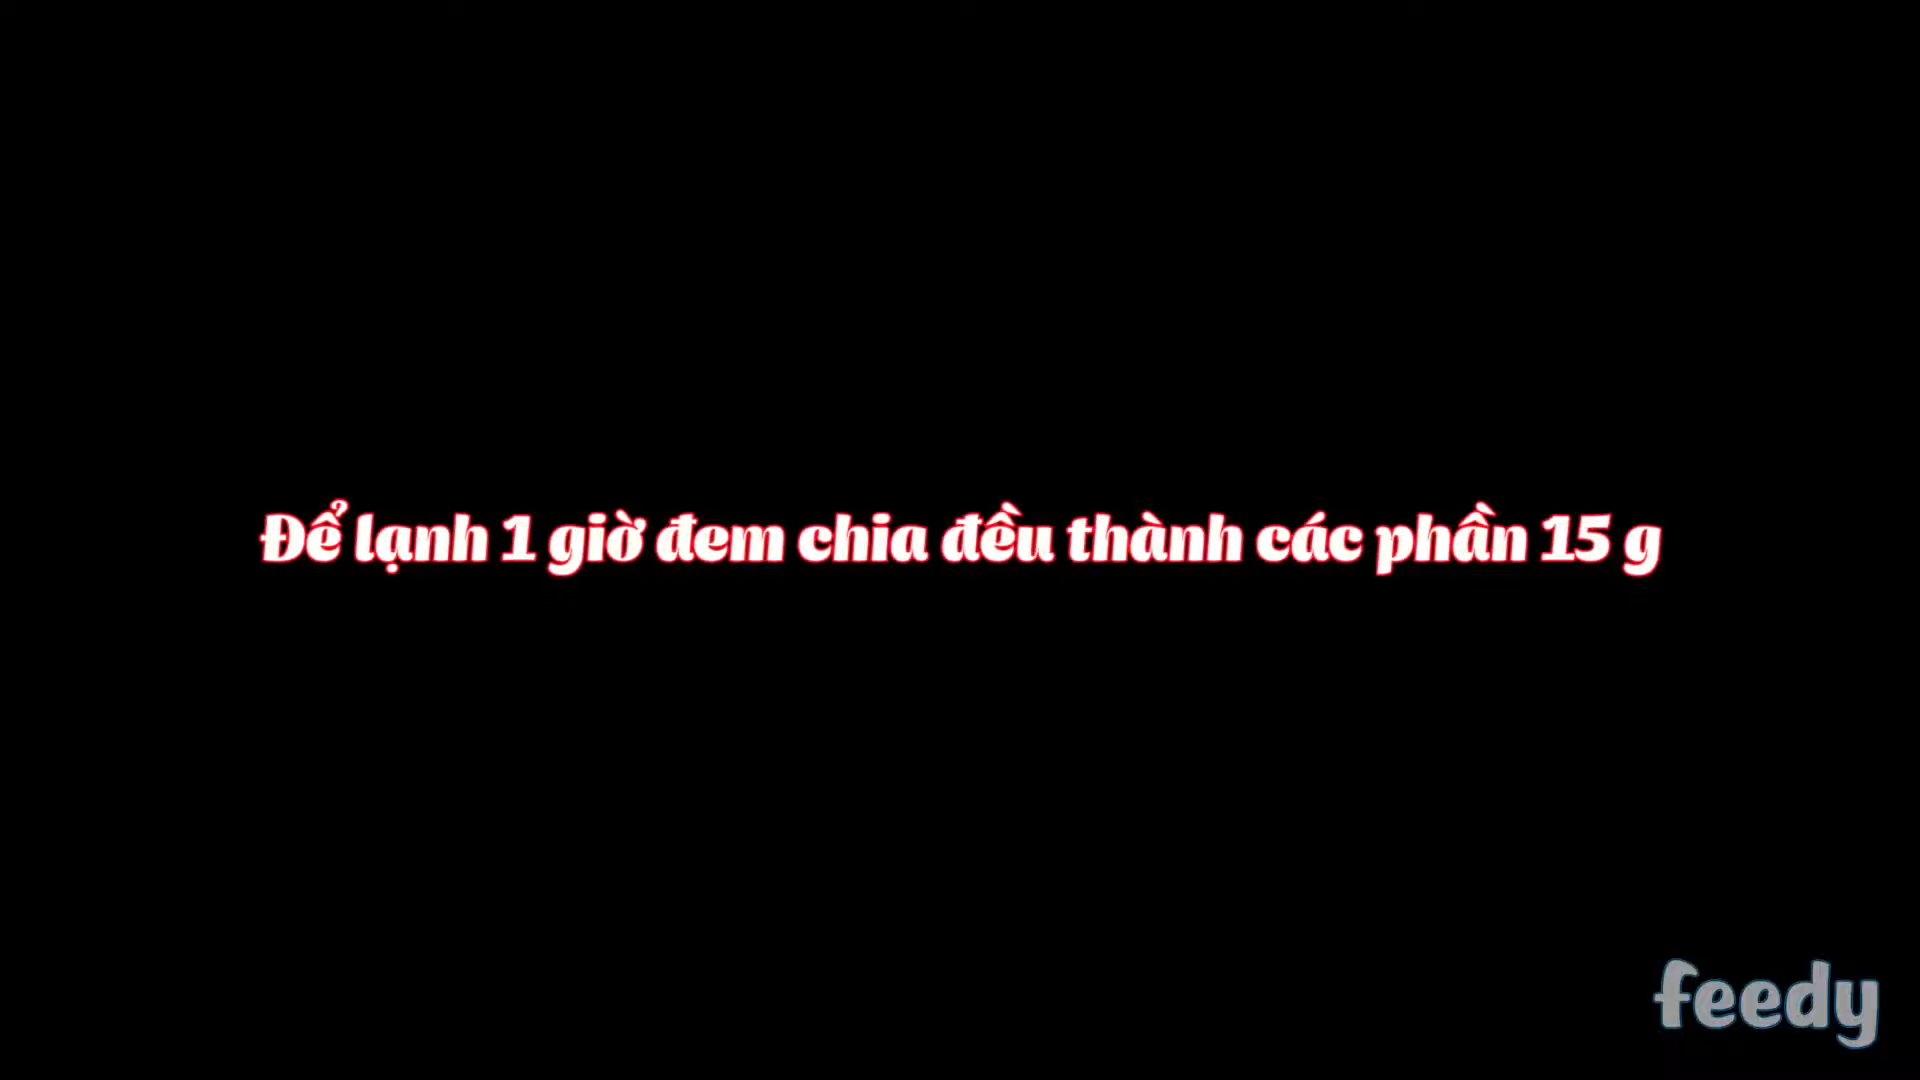 Để lạnh 1 giờ đem chia đều thành các phần 15 g
feedy